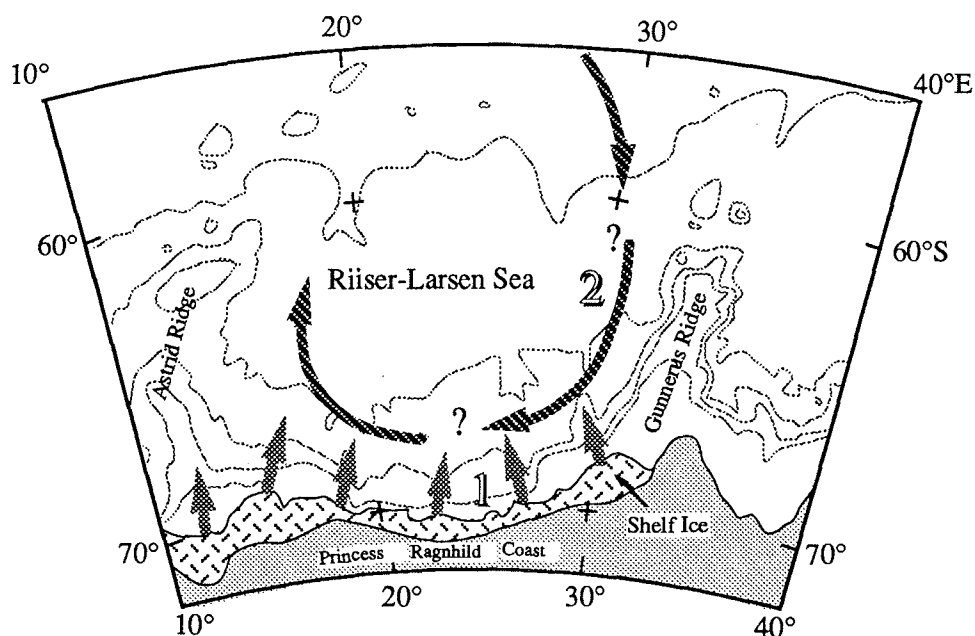 20°
30°
10°
40°E
?
60°
60°S
Riiser-Larsen Sea
2
Astrid Ridge
Gunnerus Ridge
?
1
Shelf Ice
70°
Princess Ragnhild Coast
70°
20°
30°
10°
40°